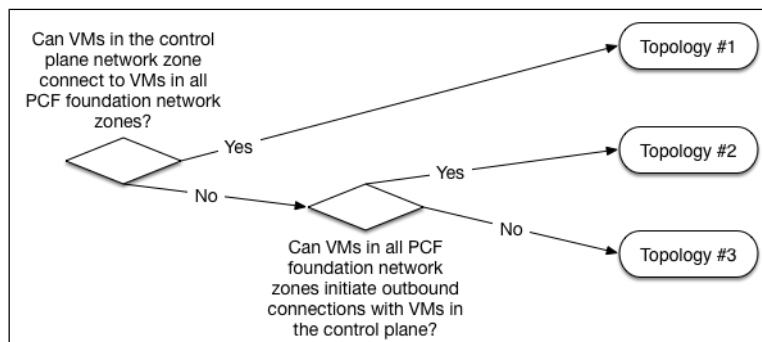 Can VMs in the control
plane network zone
connect to VMs in all
PCF foundation network
zones?
Topology #1
Yes
No
Yes
Topology #2
Can VMs in all PCF
foundation network
zones initiate outbound
connections with VMs in
the control plane?
No
Topology #3